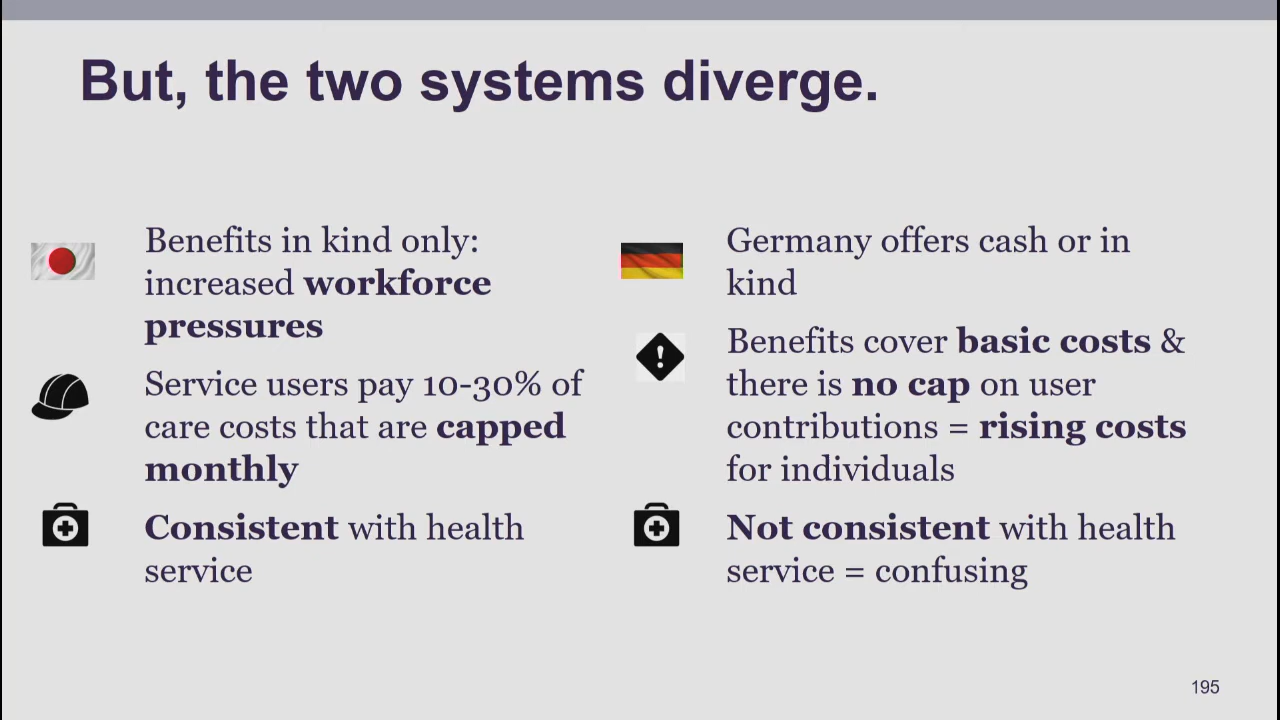 But, the two systems diverge.
Benefits in kind only:
increased workforce
pressures
Service users pay 10-30% of
care costs that are capped
monthly
Consistent with health
service
Germany offers cash or in
kind
Benefits cover basic costs &
there is no cap on user
contributions = rising costs
for individuals
Not consistent with health
service = confusing
195